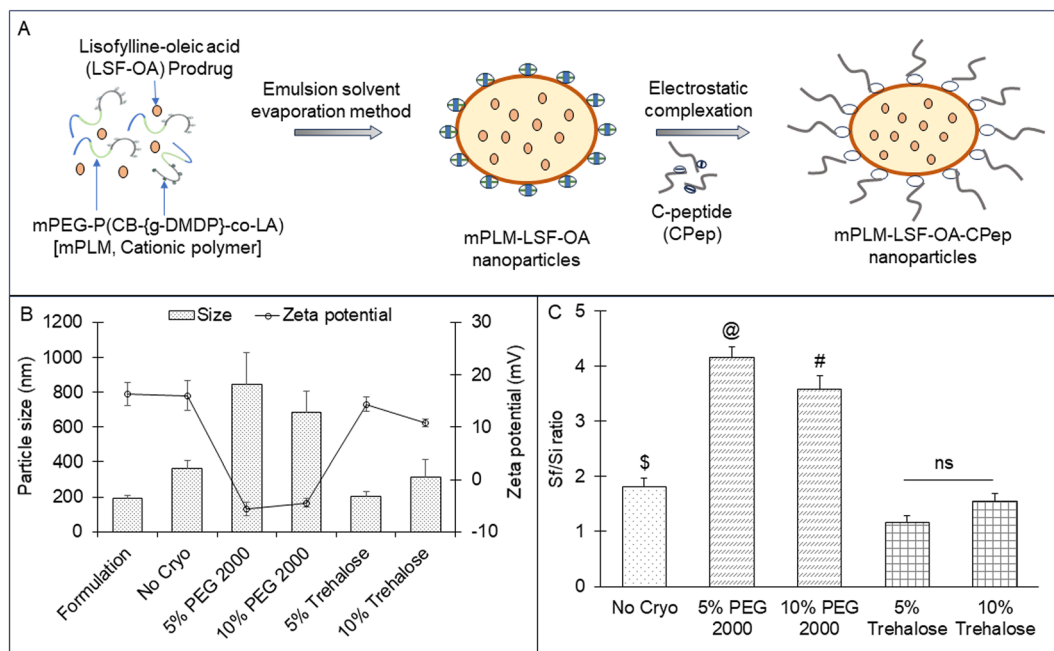 A
Lisofylline-oleic acid
(LSF-OA) Prodrug
Emulsion solvent
evaporation method
Electrostatic
complexation
C-peptide
(CPep)
mPEG-P(CB-{g-DMDP}-co-LA)
[mPLM, Cationic polymer]
mPLM-LSF-OA
nanoparticles
mPLM-LSF-OA-CPep
nanoparticles
B
Size
Zeta potential
Particle size (nm)
1200
1000
800
600
400
200
0
Zeta potential (mV)
30
20
10
0
-10
Formulation
No Cryo
5% PEG 2000
10% PEG 2000
5% Trehalose
10% Trehalose
C
Sf/Si ratio
5
4
3
2
1
0
$
@
#
ns
No Cryo
5% PEG
2000
10% PEG
2000
5%
Trehalose
10%
Trehalose